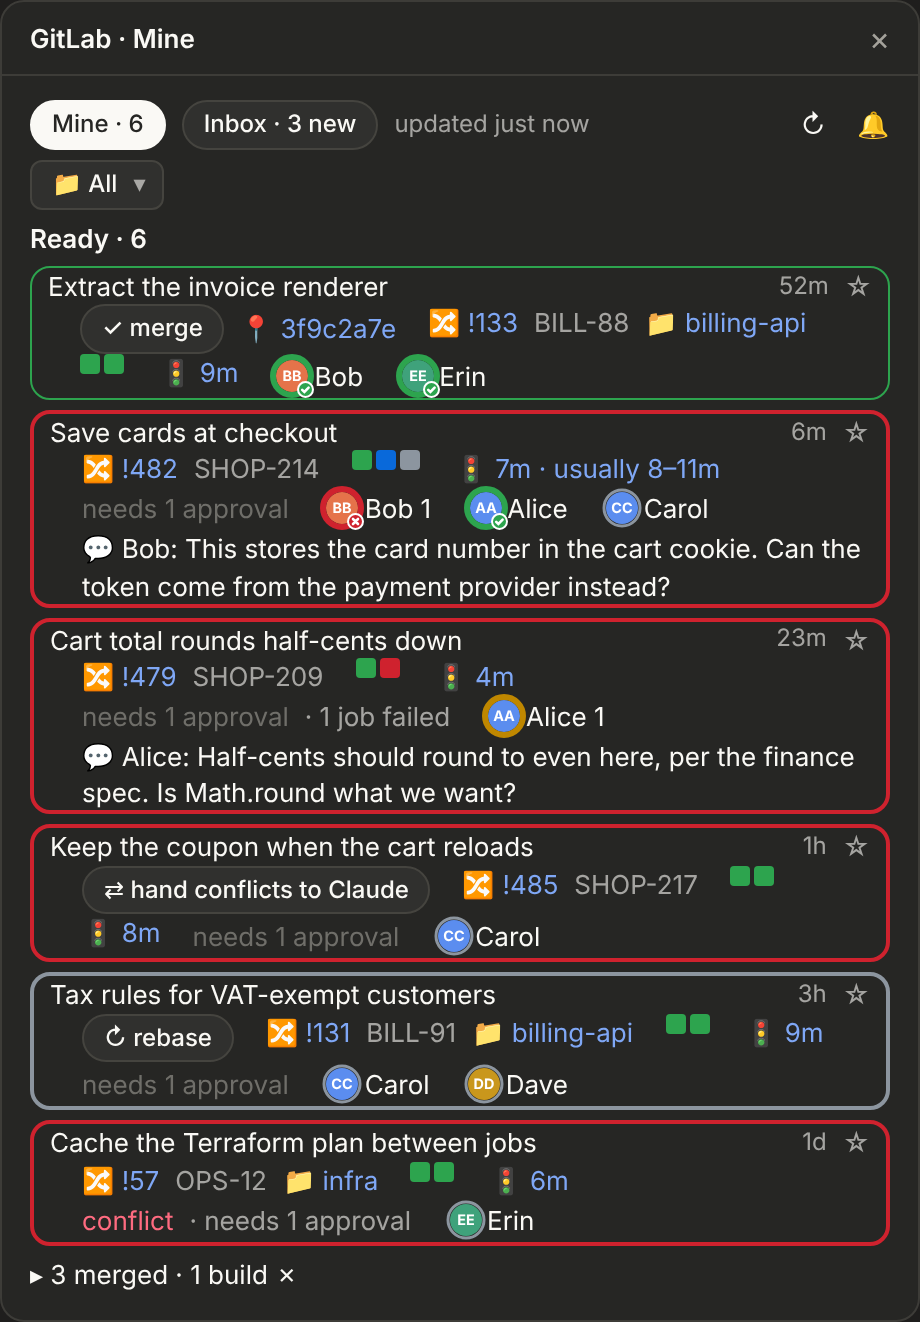 GitLab · Mine ×
Mine · 6 Inbox · 3 new updated just now ↻ 🔔
📁 All ▼
Ready · 6
Extract the invoice renderer 52m ☆
✓ merge 📍 3f9c2a7e 🔀 !133 BILL-88 📁 billing-api
🚦 9m BB Bob EE Erin
Save cards at checkout 6m ☆
🔀 !482 SHOP-214 🚦 7m · usually 8–11m
needs 1 approval BB Bob 1 AA Alice CC Carol
💬 Bob: This stores the card number in the cart cookie. Can the
token come from the payment provider instead?
Cart total rounds half-cents down 23m ☆
🔀 !479 SHOP-209 🚦 4m
needs 1 approval · 1 job failed AA Alice 1
💬 Alice: Half-cents should round to even here, per the finance
spec. Is Math.round what we want?
Keep the coupon when the cart reloads 1h ☆
⇄ hand conflicts to Claude 🔀 !485 SHOP-217
🚦 8m needs 1 approval CC Carol
Tax rules for VAT-exempt customers 3h ☆
↻ rebase 🔀 !131 BILL-91 📁 billing-api 🚦 9m
needs 1 approval CC Carol DD Dave
Cache the Terraform plan between jobs 1d ☆
🔀 !57 OPS-12 📁 infra 🚦 6m
conflict · needs 1 approval EE Erin
▸ 3 merged · 1 build ×